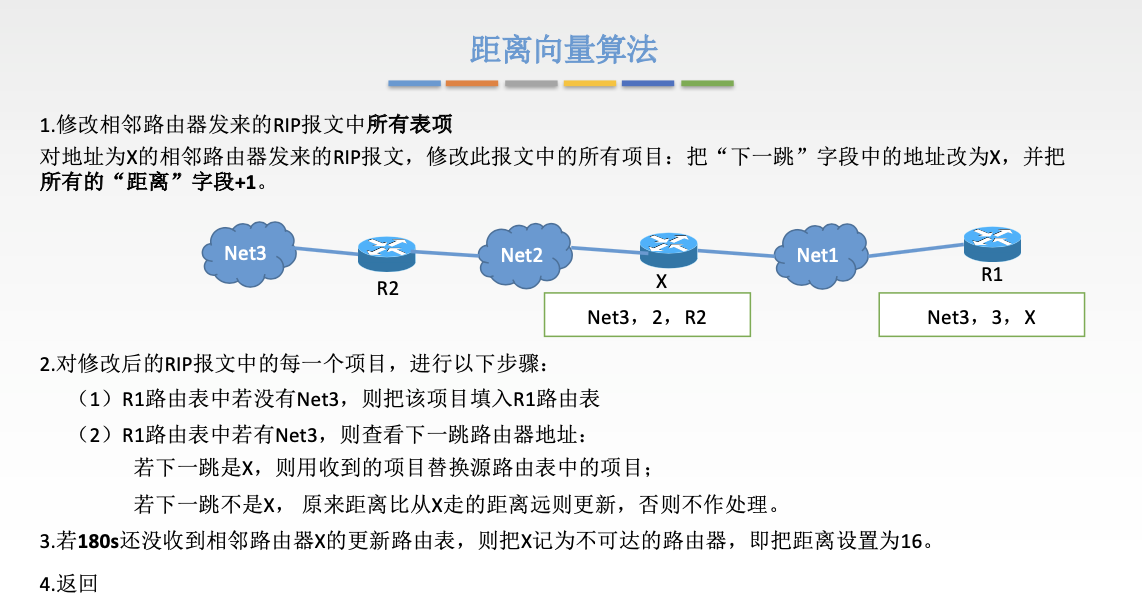 距离向量算法
1.修改相邻路由器发来的RIP报文中所有表项
对地址为X的相邻路由器发来的RIP报文，修改此报文中的所有项目：把“下一跳”字段中的地址改为X，并把
所有的“距离”字段+1。
Net3
R2
Net2
X
Net1
R1
Net3，2，R2
Net3，3，X
2.对修改后的RIP报文中的每一个项目，进行以下步骤：
（1）R1路由表中若没有Net3，则把该项目填入R1路由表
（2）R1路由表中若有Net3，则查看下一跳路由器地址：
若下一跳是X，则用收到的项目替换源路由表中的项目；
若下一跳不是X， 原来距离比从X走的距离远则更新，否则不作处理。
3.若180s还没收到相邻路由器X的更新路由表，则把X记为不可达的路由器，即把距离设置为16。
4.返回